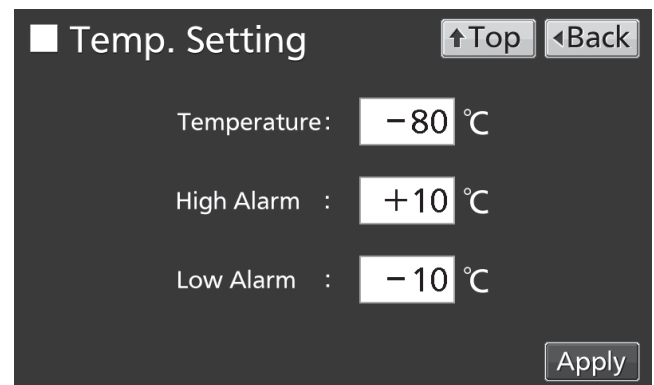 ■ Temp. Setting ↑Top ◂Back
Temperature: −80 ℃
High Alarm : +10 ℃
Low Alarm : −10 ℃
Apply